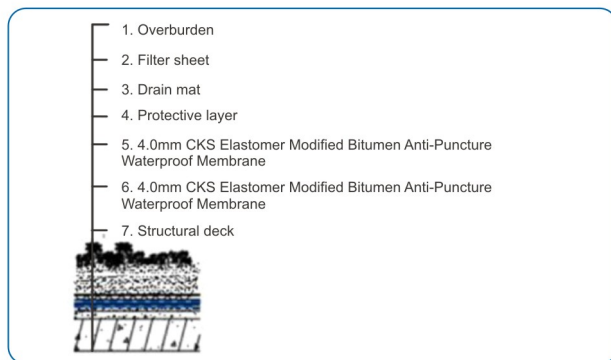 1. Overburden
2. Filter sheet
3. Drain mat
4. Protective layer
5. 4.0mm CKS Elastomer Modified Bitumen Anti-Puncture
Waterproof Membrane
6. 4.0mm CKS Elastomer Modified Bitumen Anti-Puncture
Waterproof Membrane
7. Structural deck